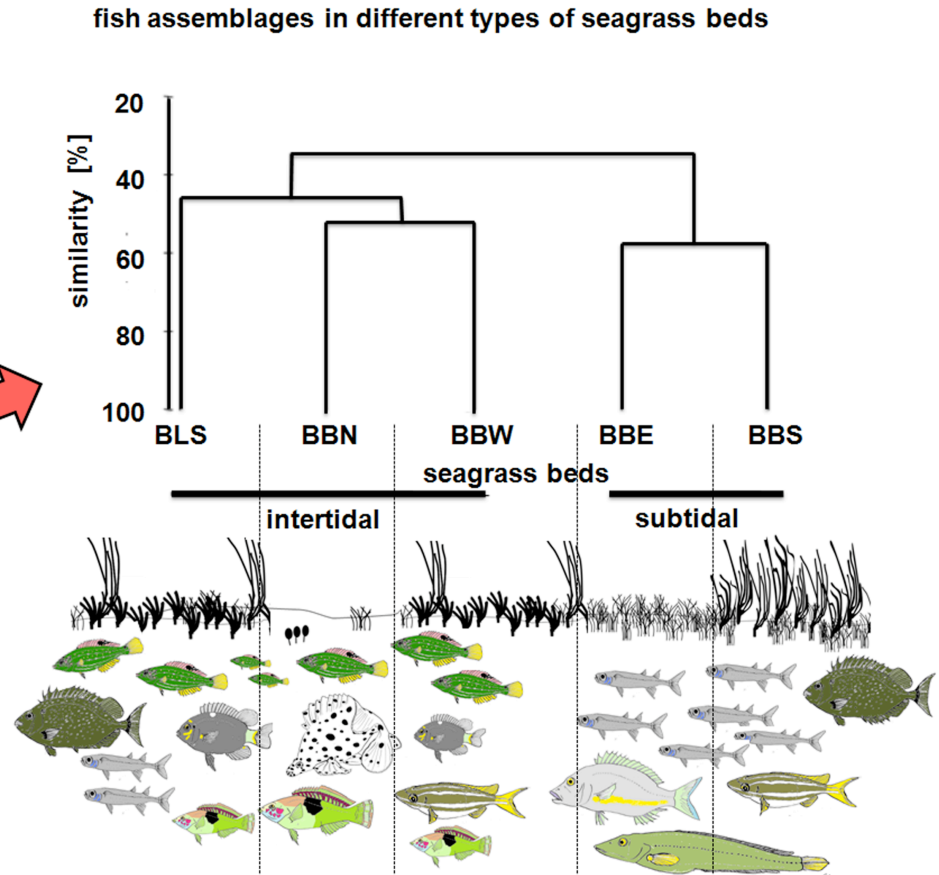 fish assemblages in different types of seagrass beds
20
40
60
80
100
similarity [%]
BLS BBN BBW BBE BBS
seagrass beds
intertidal subtidal